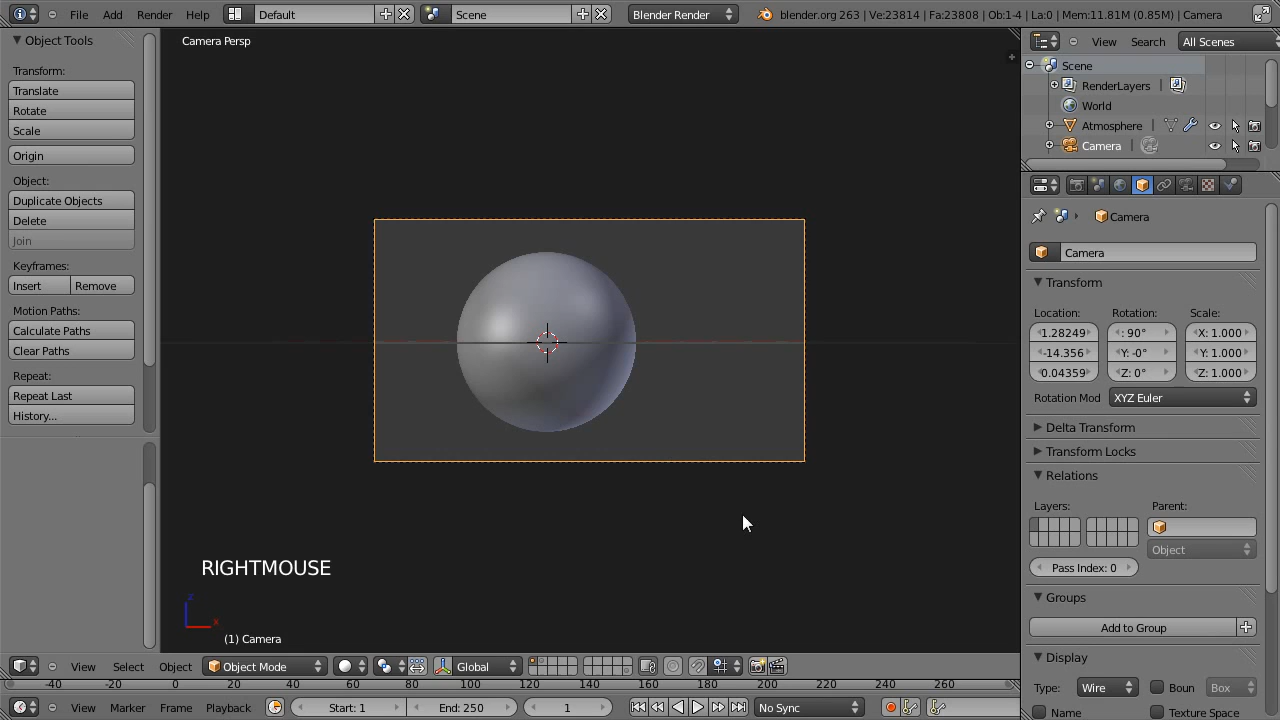 File Add Render Help Default Scene Blender Render blender.org 263 | Ve:23814 | Fa:23808 | Ob:1-4 | La:0 | Mem:11.81M (0.85M) | Camera
Object Tools
Transform:
Translate
Rotate
Scale
Origin
Object:
Duplicate Objects
Delete
Join
Keyframes:
Insert Remove
Motion Paths:
Calculate Paths
Clear Paths
Repeat:
Repeat Last
History...
Camera Persp
RIGHTMOUSE
z
x
(1) Camera
View Search All Scenes
Scene
RenderLayers |
World
Atmosphere |
Camera |
Camera
Camera
Transform
Location: Rotation: Scale:
1.28249 : 90° X: 1.000
-14.356 Y: -0° Y: 1.000
0.04359 Z: 0° Z: 1.000
Rotation Mod XYZ Euler
Delta Transform
Transform Locks
Relations
Layers: Parent:
Object
Pass Index: 0
Groups
Add to Group
Display
Type: Wire Boun Box
Name Texture Space
View Select Object Object Mode Global
-40 -20 0 20 40 60 80 100 120 140 160 180 200 220 240 260
View Marker Frame Playback Start: 1 End: 250 1 No Sync